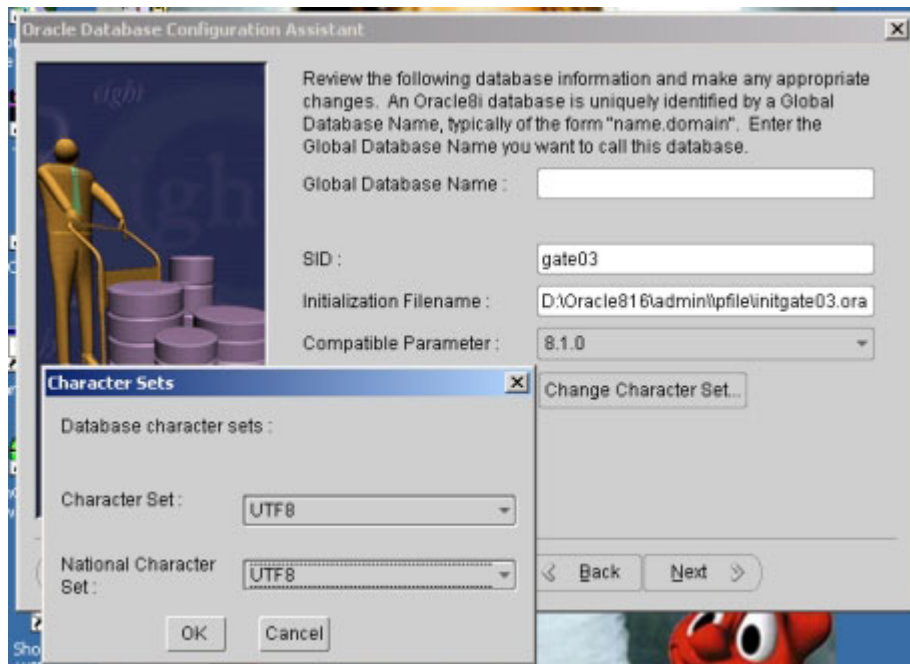 Oracle Database Configuration Assistant
eight
Review the following database information and make any appropriate
changes. An Oracle8i database is uniquely identified by a Global
Database Name, typically of the form "name.domain". Enter the
Global Database Name you want to call this database.
Global Database Name :
SID : gate03
Initialization Filename : D:\Oracle816\admin\\pfile\initgate03.ora
Compatible Parameter : 8.1.0
Change Character Set...
Character Sets
Database character sets :
Character Set : UTF8
National Character
Set : UTF8
OK Cancel
Back Next
Sho